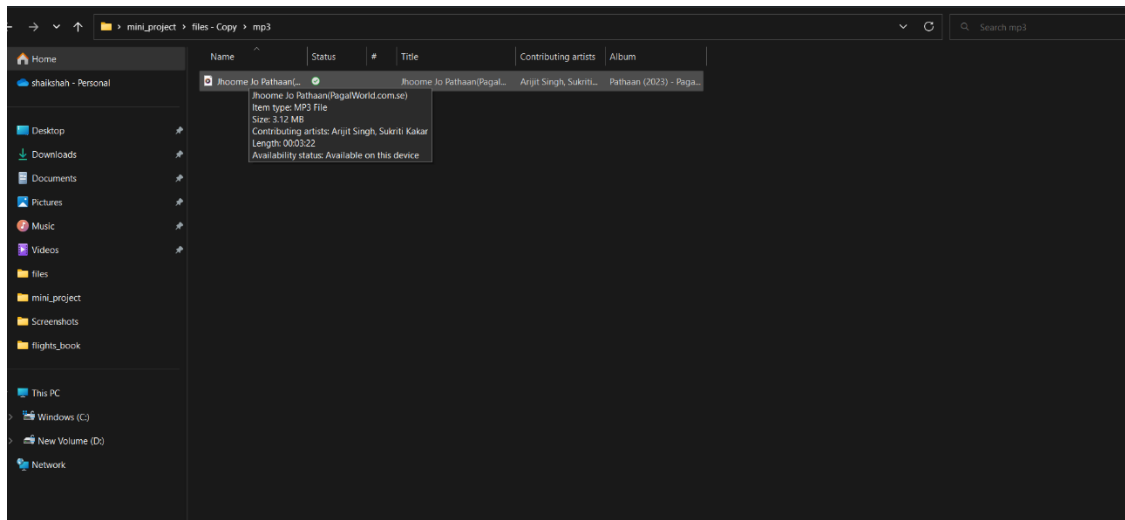 mini_project > files - Copy > mp3
Search mp3
Home
shaikshah - Personal
Desktop
Downloads
Documents
Pictures
Music
Videos
files
mini_project
Screenshots
flights_book
This PC
Windows (C:)
New Volume (D:)
Network
Name Status # Title Contributing artists Album
Jhoome Jo Pathaan(... Jhoome Jo Pathaan(Pagal... Arijit Singh, Sukriti... Pathaan (2023) - Paga...
Jhoome Jo Pathaan(PagalWorld.com.se)
Item type: MP3 File
Size: 3.12 MB
Contributing artists: Arijit Singh, Sukriti Kakar
Length: 00:03:22
Availability status: Available on this device